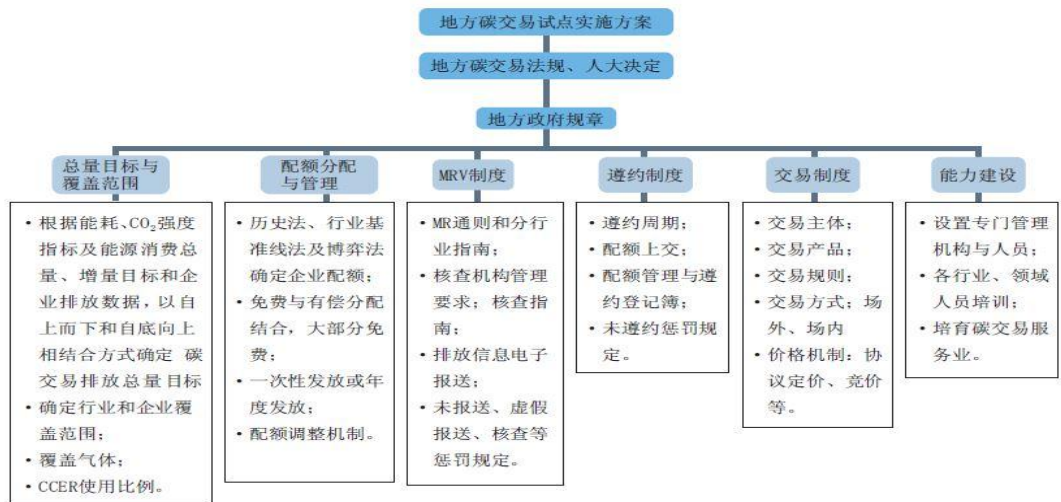 地方碳交易试点实施方案
地方碳交易法规、人大决定
地方政府规章
总量目标与
覆盖范围
• 根据能耗、CO₂强度
指标及能源消费总
量、增量目标和企
业排放数据，以自
上而下和自底向上
相结合方式确定 碳
交易排放总量目标
• 确定行业和企业覆
盖范围；
• 覆盖气体；
• CCER使用比例。
配额分配
与管理
• 历史法、行业基
准线法及博弈法
确定企业配额；
• 免费与有偿分配
结合，大部分免
费；
• 一次性发放或年
度发放；
• 配额调整机制。
MRV制度
• MR通则和分行
业指南；
• 核查机构管理
要求；核查指
南；
• 排放信息电子
报送；
• 未报送、虚假
报送、核查等
惩罚规定。
遵约制度
• 遵约周期；
• 配额上交；
• 配额管理与遵
约登记簿；
• 未遵约惩罚规
定。
交易制度
• 交易主体；
• 交易产品；
• 交易规则；
• 交易方式；场
外、场内
• 价格机制：协
议定价、竞价
等。
能力建设
• 设置专门管理
机构与人员；
• 各行业、领域
人员培训；
• 培育碳交易服
务业。